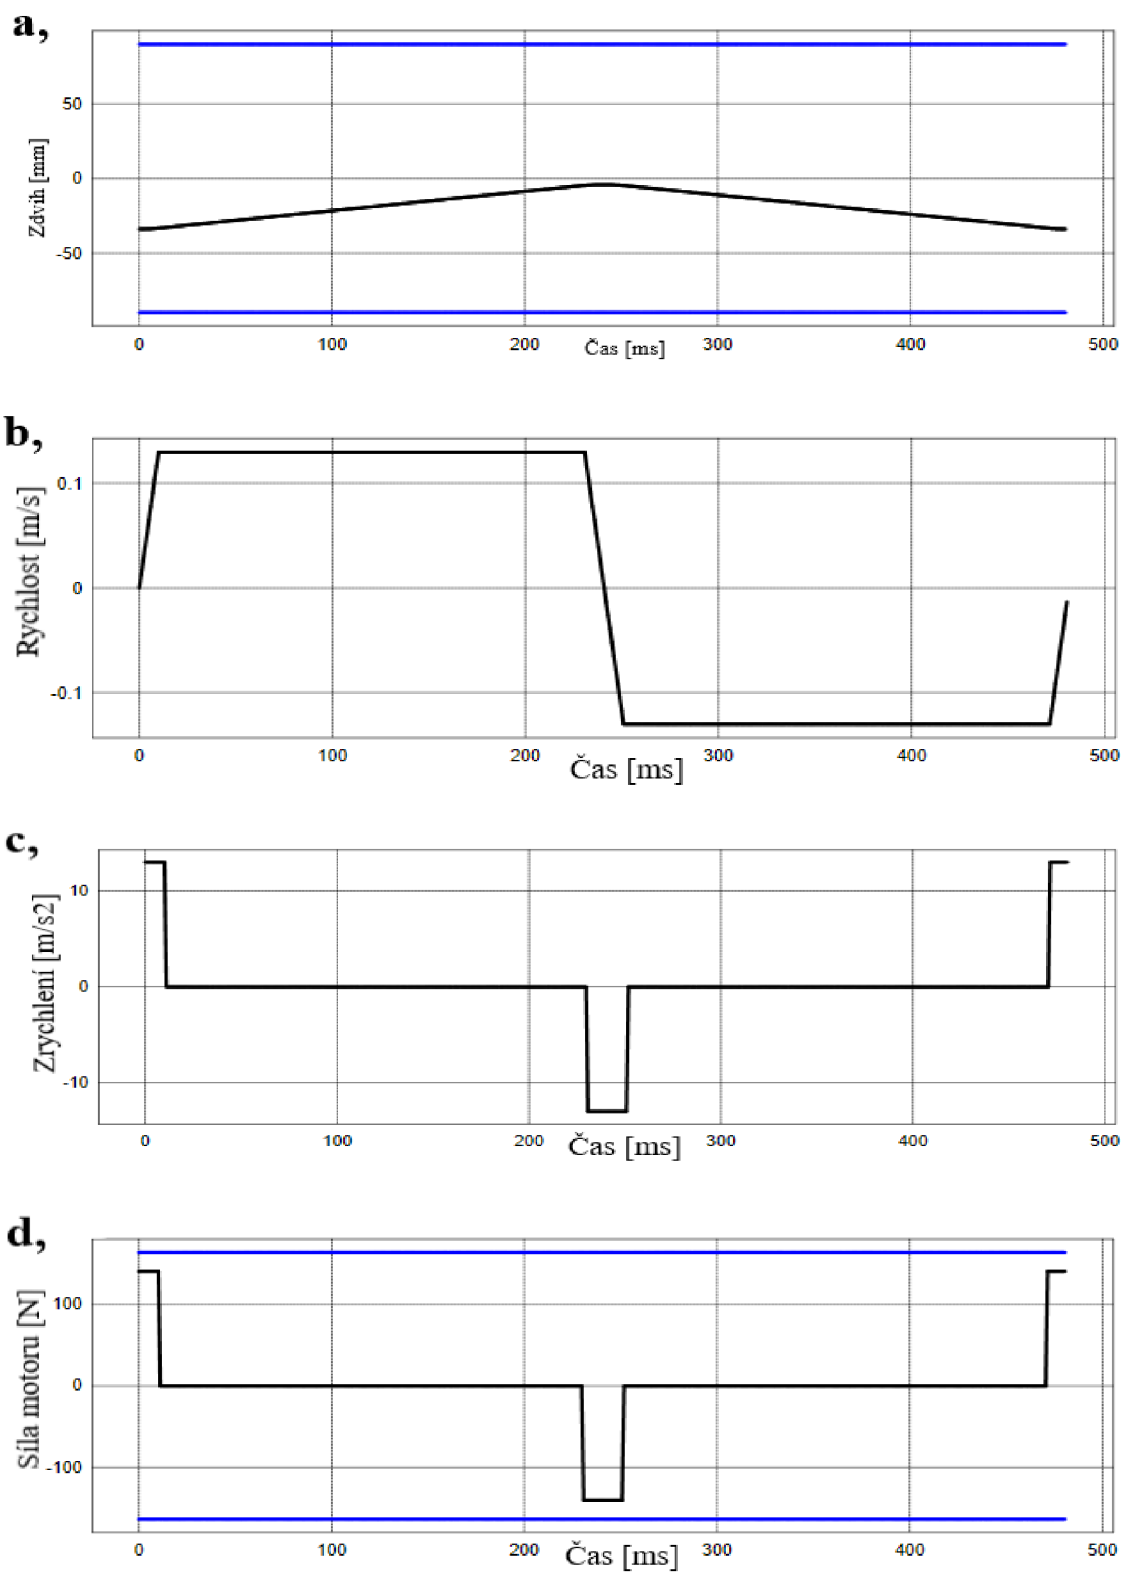 a,
Zdvih [mm]
50
0
-50
0 100 200 300 400 500
Čas [ms]
b,
Rychlost [m/s]
0.1
0
-0.1
0 100 200 300 400 500
Čas [ms]
c,
Zrychlení [m/s2]
10
0
-10
0 100 200 300 400 500
Čas [ms]
d,
Síla motoru [N]
100
0
-100
0 100 200 300 400 500
Čas [ms]